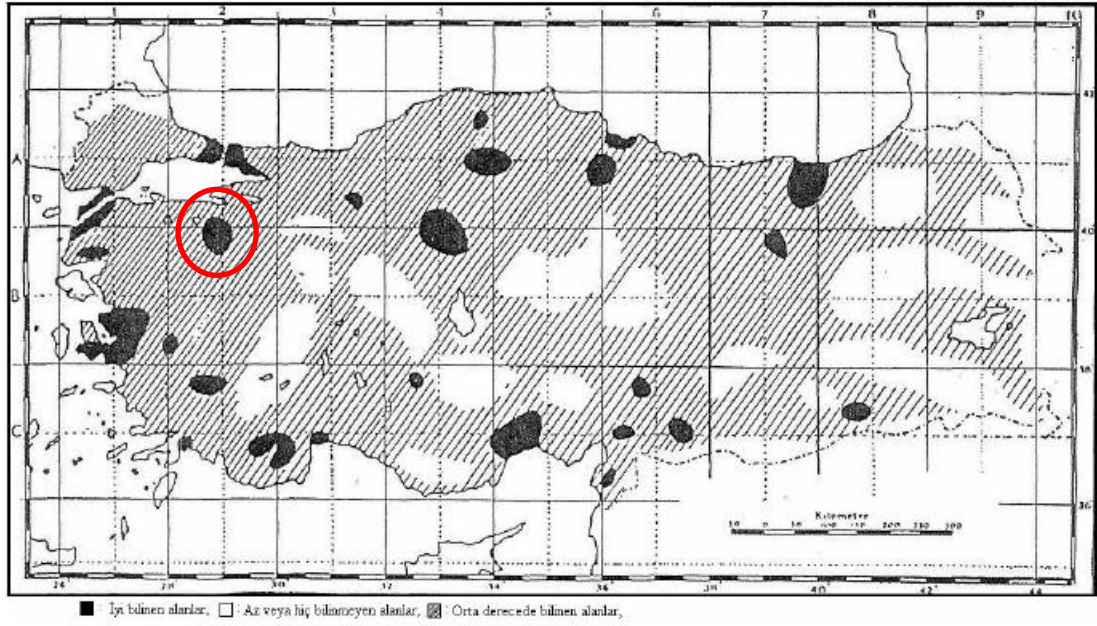 1 2 3 4 5 6 7 8 9 10
42
A
40
B
38
C
36
Kilometre
50 0 50 100 150 200 250 300
26 28 30 32 34 36 38 40 42 44
: İyi bilinen alanlar, : Az veya hiç bilinmeyen alanlar, : Orta derecede bilinen alanlar,